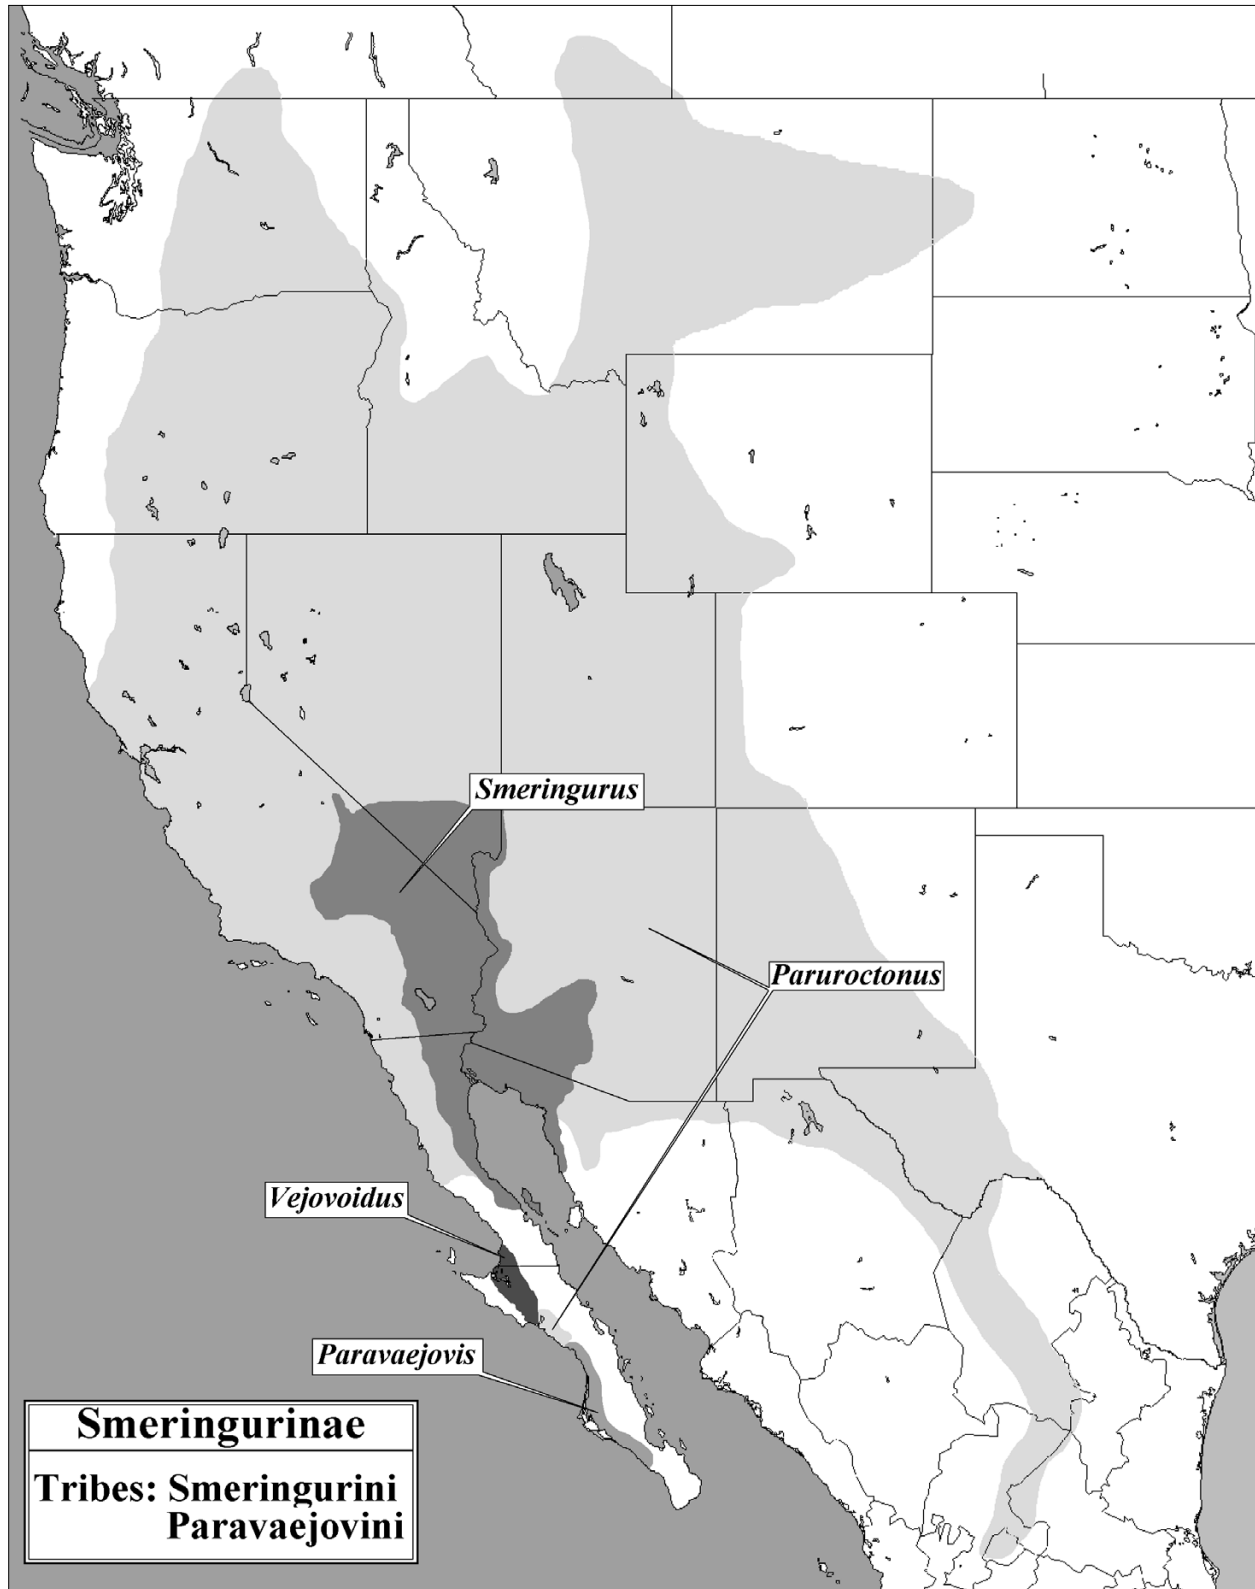 Smeringurus
Paruroctonus
Vejovoidus
Paravaejovis
Smeringurinae
Tribes: Smeringurini
Paravaejovini